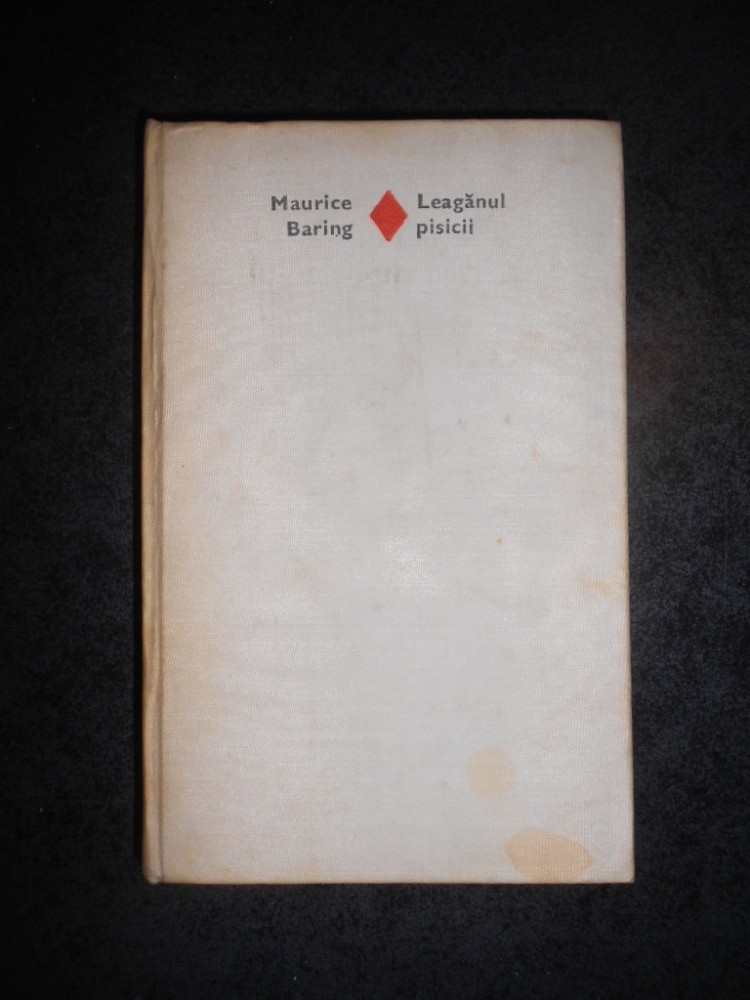 Maurice
Baring
Leagănul
pisicii